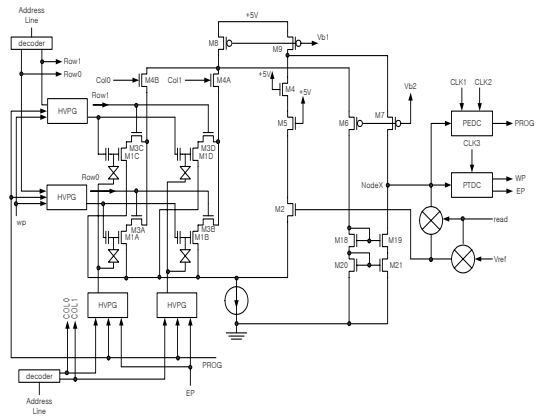 Address
Line
decoder
+5V
M8
M9
Vb1
Row1
Row0
Col0
M4B
Col1
M4A
+5V
M4
+5V
Vb2
CLK1
CLK2
HVPG
Row1
M5
M6
M7
PEDC
PROG
M3C
M1C
M3D
M1D
CLK3
Row0
NodeX
PTDC
WP
EP
HVPG
M3A
M1A
M3B
M1B
M2
read
wp
M18
M19
Vref
M20
M21
COL0
COL1
HVPG
HVPG
PROG
decoder
EP
Address
Line